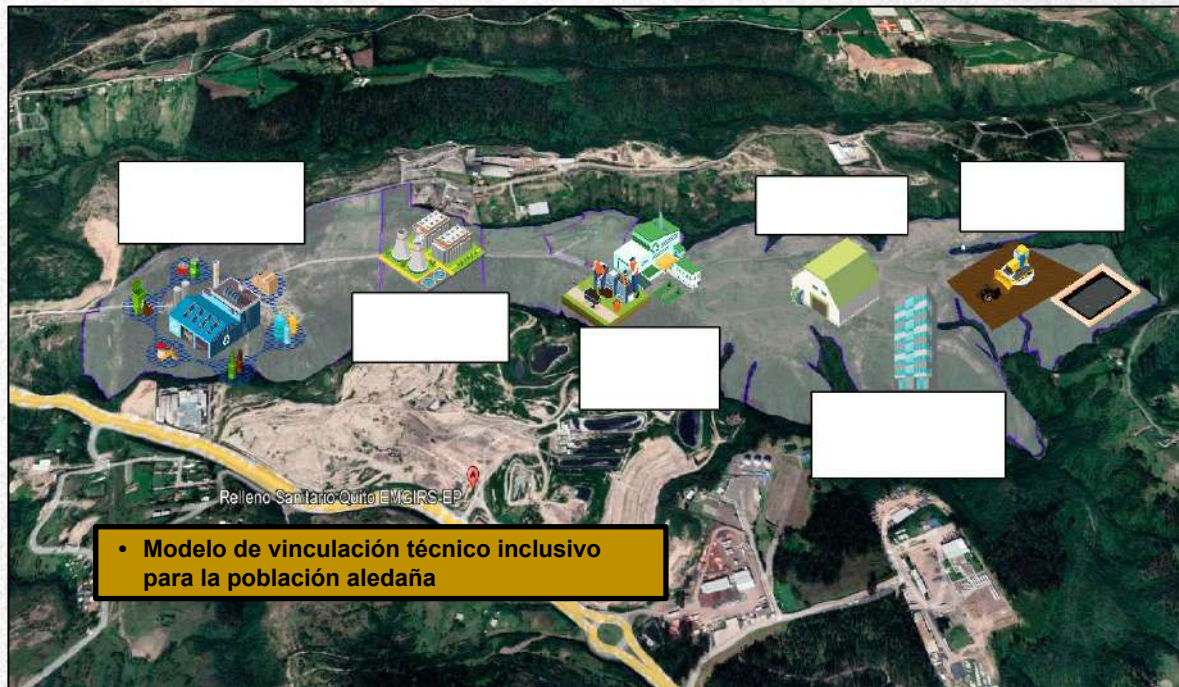 Relleno Sanitario Quito EMGIRS-EP
• Modelo de vinculación técnico inclusivo
para la población aledaña